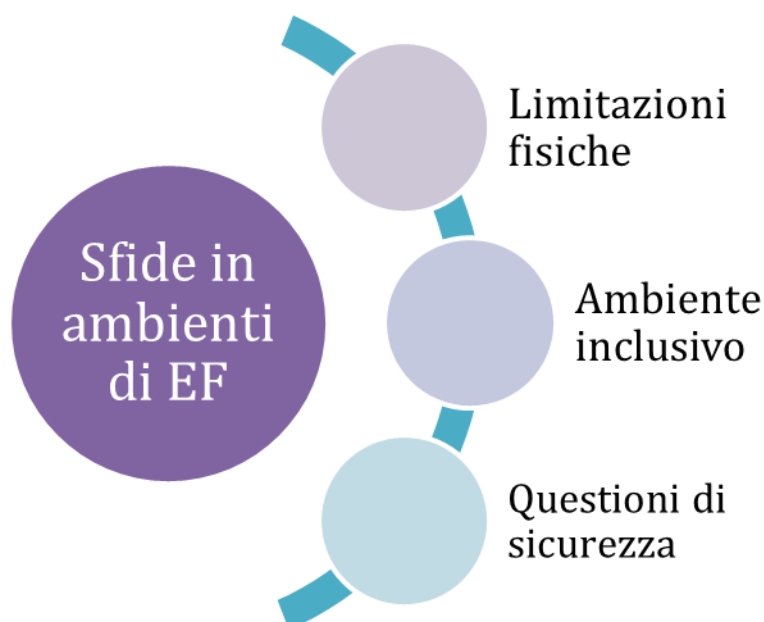 Sfide in
ambienti
di EF
Limitazioni
fisiche
Ambiente
inclusivo
Questioni di
sicurezza